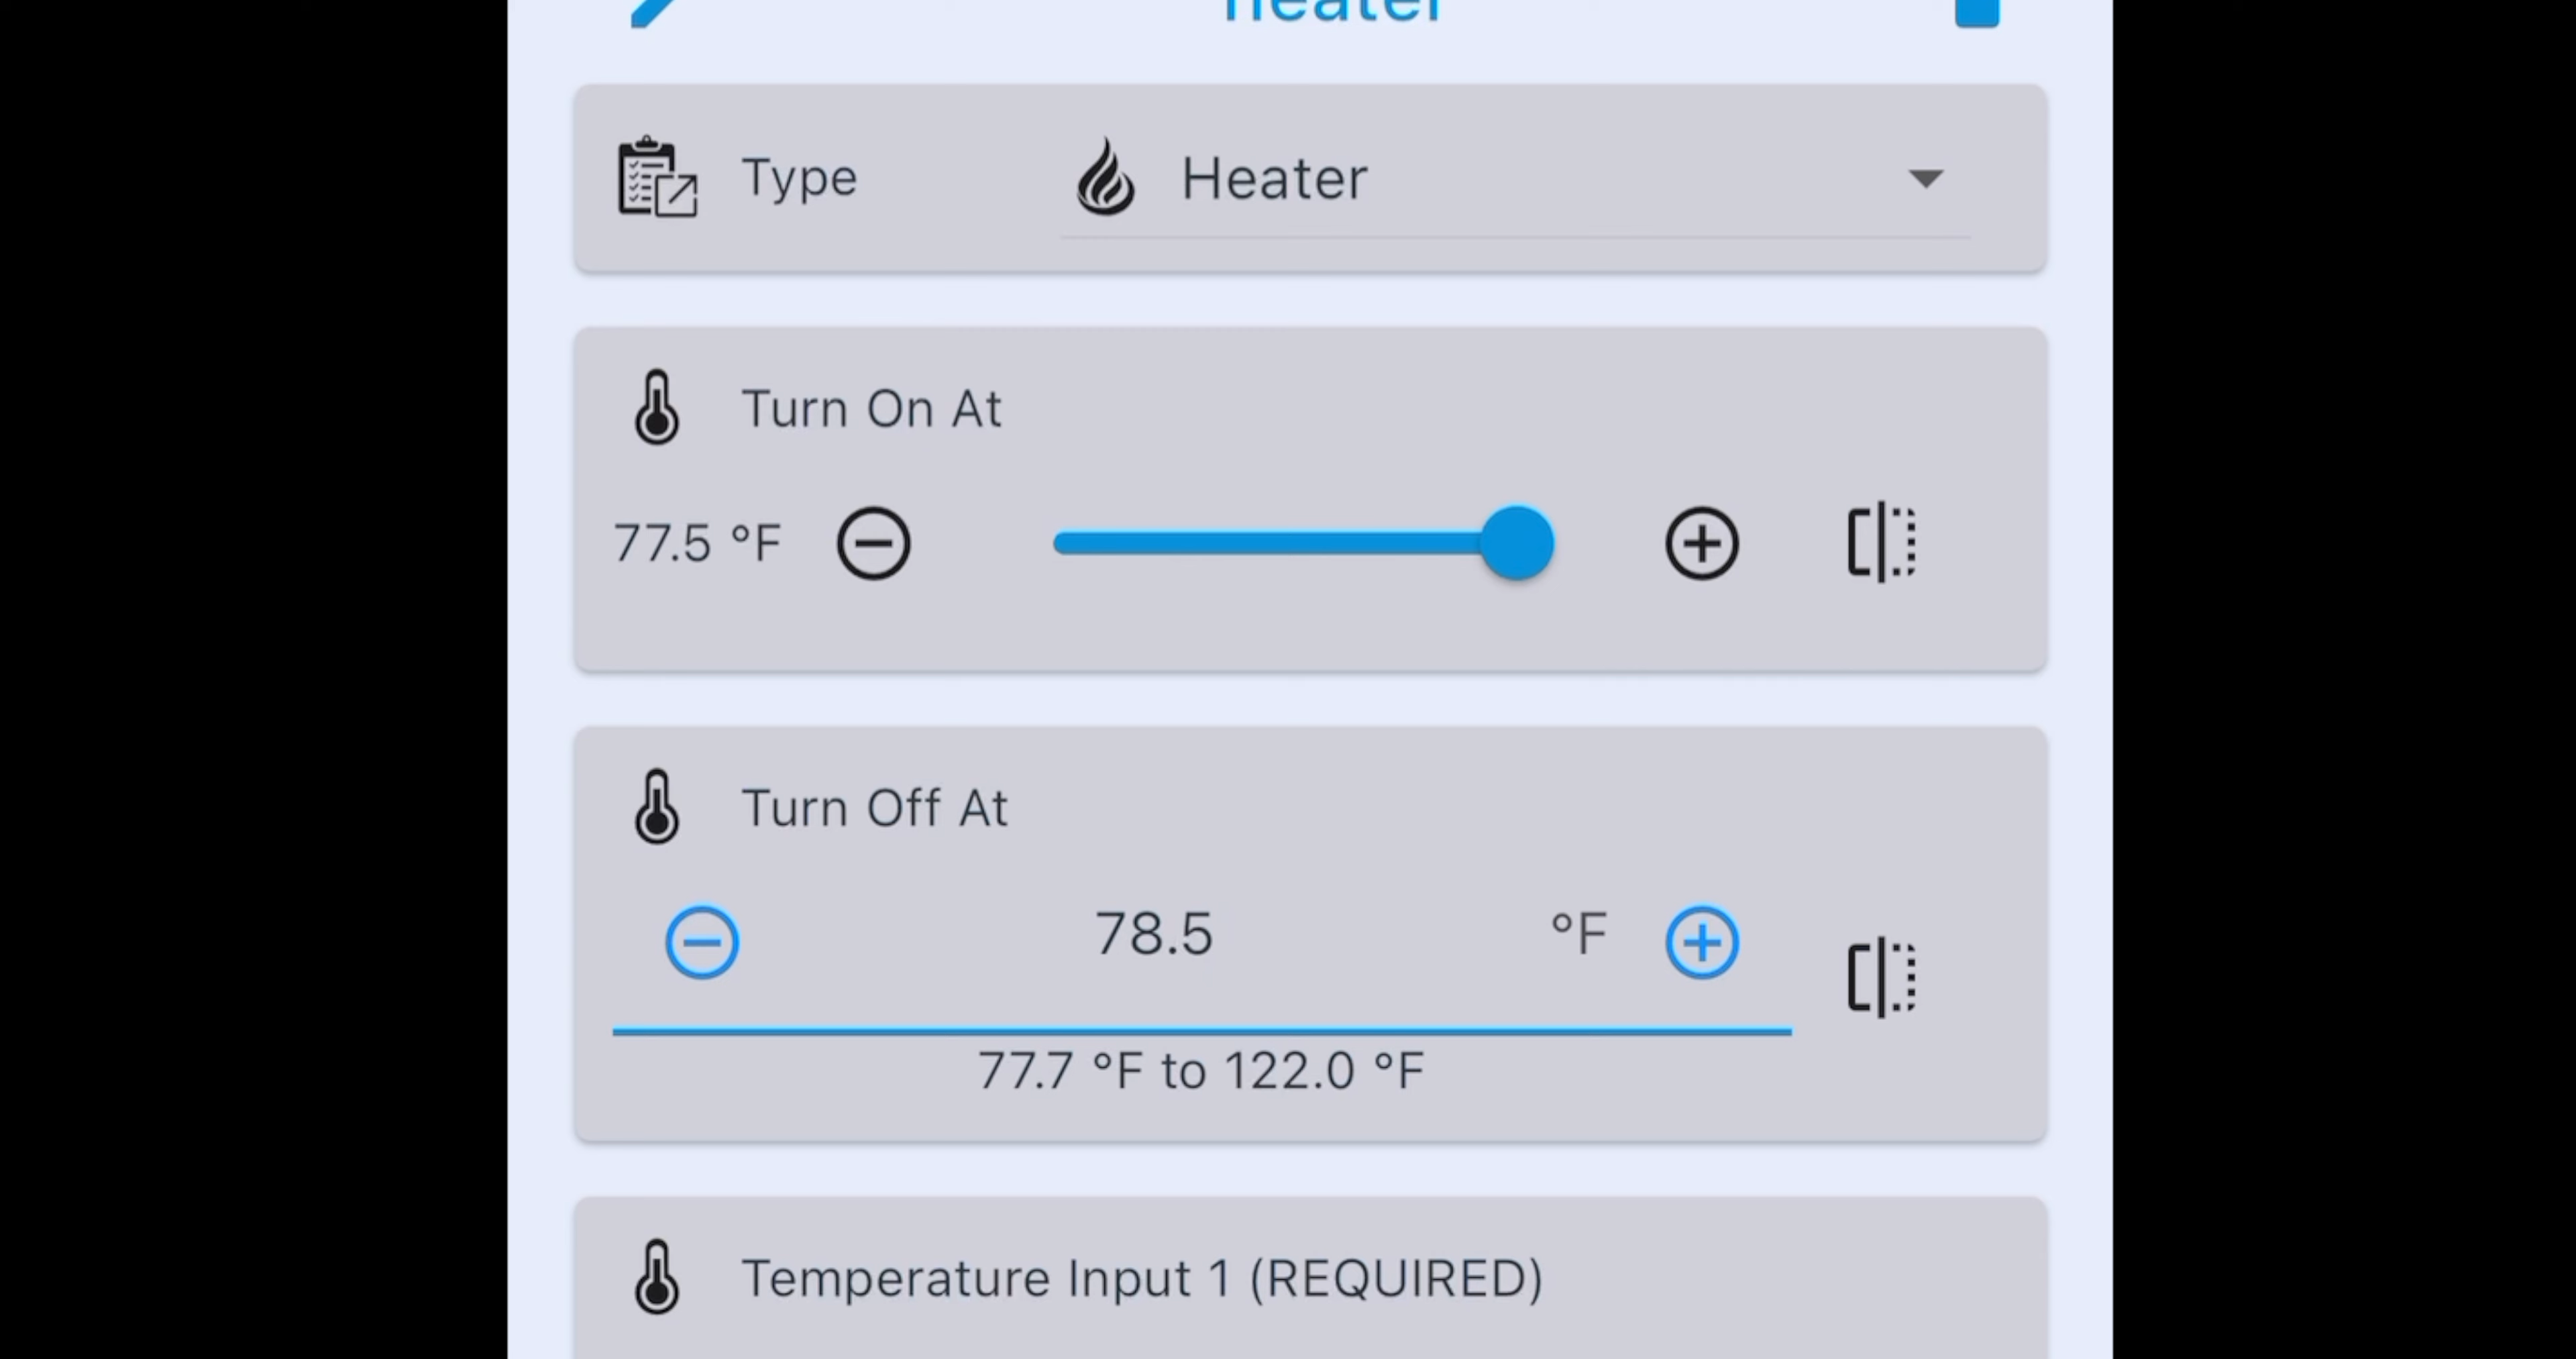 heater
Type
Heater
Turn On At
77.5 °F
Turn Off At
78.5 °F
77.7 °F to 122.0 °F
Temperature Input 1 (REQUIRED)